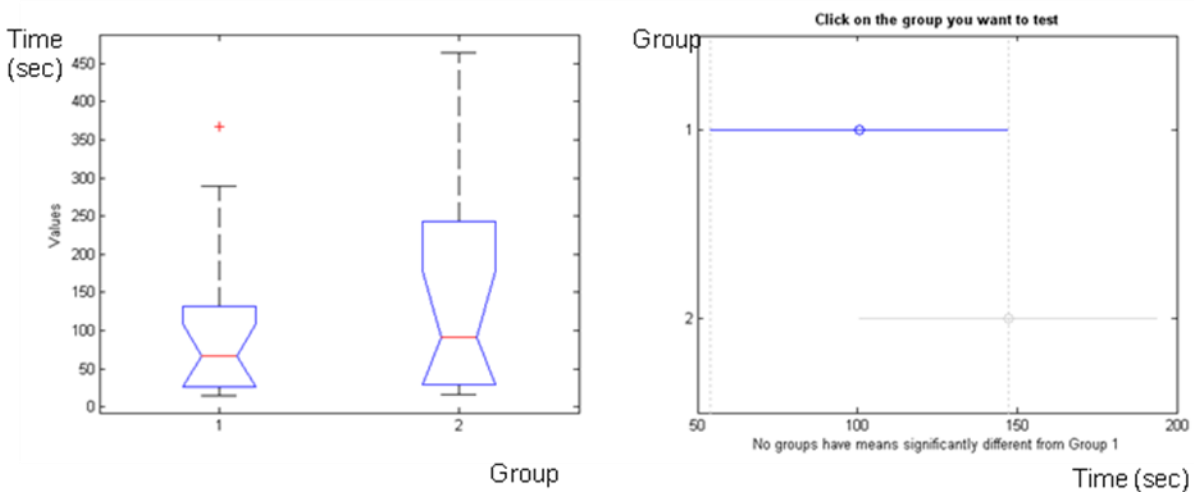 Time
(sec)
Values
450
400
350
300
250
200
150
100
50
0
1
2
Group
Click on the group you want to test
Group
1
2
50
100
150
200
No groups have means significantly different from Group 1
Time (sec)